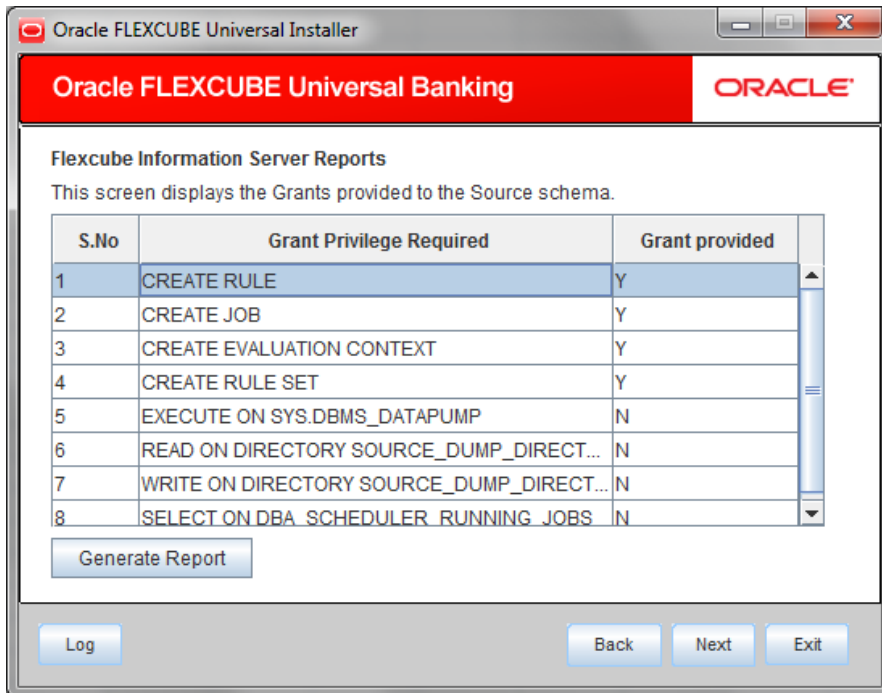 Oracle FLEXCUBE Universal Installer
Oracle FLEXCUBE Universal Banking ORACLE
Flexcube Information Server Reports
This screen displays the Grants provided to the Source schema.
S.No Grant Privilege Required Grant provided
1 CREATE RULE Y
2 CREATE JOB Y
3 CREATE EVALUATION CONTEXT Y
4 CREATE RULE SET Y
5 EXECUTE ON SYS.DBMS_DATAPUMP N
6 READ ON DIRECTORY SOURCE_DUMP_DIRECT... N
7 WRITE ON DIRECTORY SOURCE_DUMP_DIRECT... N
8 SELECT ON DBA_SCHEDULER_RUNNING_JOBS N
Generate Report
Log Back Next Exit